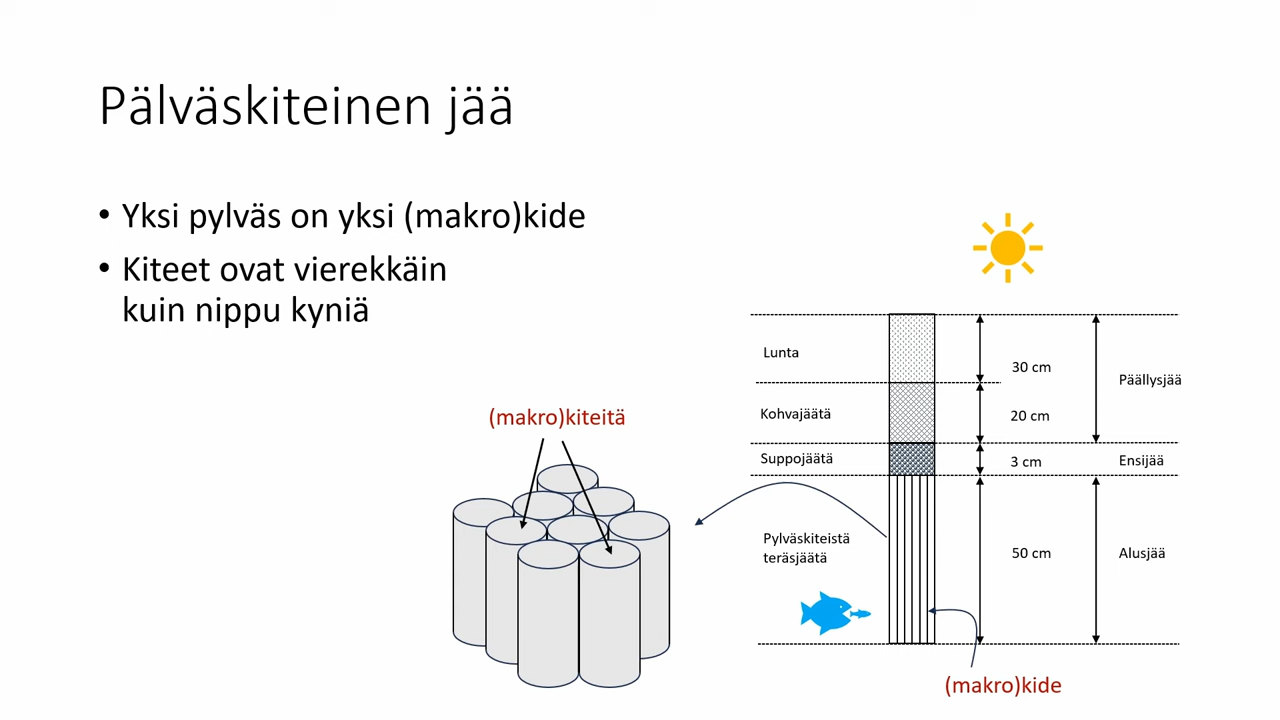 Pälväskiteinen jää
• Yksi pylväs on yksi (makro)kide
• Kiteet ovat vierekkäin
kuin nippu kyniä
(makro)kiteitä
Lunta
30 cm
Päällysjää
Kohvajäätä
20 cm
Suppojäätä
3 cm
Ensijää
Pylväskiteistä
teräsjäätä
50 cm
Alusjää
(makro)kide